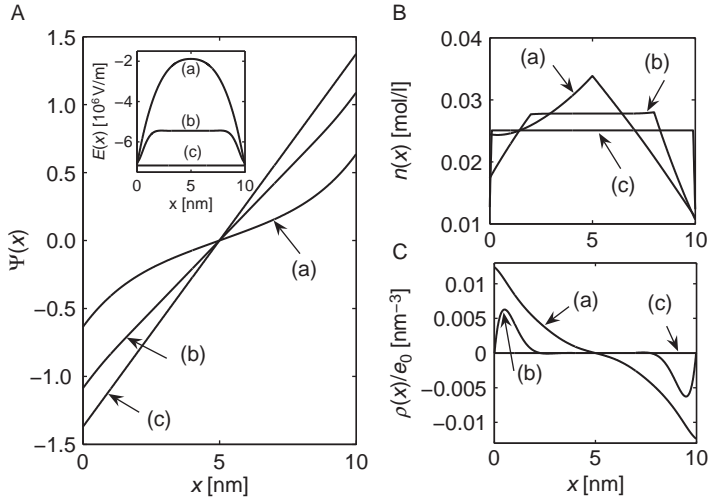 A
1.5
1.0
0.5
0.0
−0.5
−1.0
−1.5
Ψ(x)
0
5
10
x [nm]
(a)
(b)
(c)
E(x) [10⁶ V/m]
−2
−4
−6
(a)
(b)
(c)
0
5
10
x [nm]
B
0.04
0.03
0.02
0.01
n(x) [mol/l]
(a)
(b)
(c)
0
5
10
C
0.01
0.005
0
−0.005
−0.01
ρ(x)/e₀ [nm⁻³]
(a)
(b)
(c)
0
5
10
x [nm]